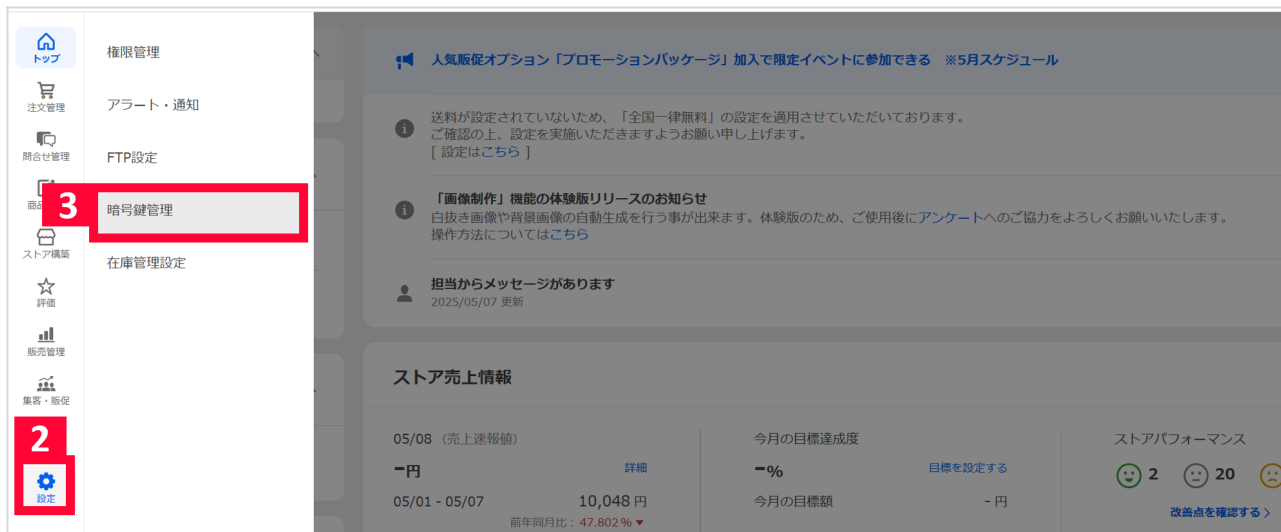 トップ
注文管理
問合せ管理
ストア構築
評価
販売管理
集客・販促
2
設定
権限管理
アラート・通知
FTP設定
3
暗号鍵管理
在庫管理設定
人気販促オプション「プロモーションパッケージ」加入で限定イベントに参加できる ※5月スケジュール
送料が設定されていないため、「全国一律無料」の設定を適用させていただいております。
ご確認の上、設定を実施いただきますようお願い申し上げます。
[ 設定はこちら ]
「画像制作」機能の体験版リリースのお知らせ
白抜き画像や背景画像の自動生成を行う事が出来ます。体験版のため、ご使用後にアンケートへのご協力をよろしくお願いいたします。
操作方法についてはこちら
担当からメッセージがあります
2025/05/07 更新
ストア売上情報
05/08 (売上速報値)
-円 詳細
05/01 - 05/07 10,048 円
前年同月比: 47.802 % ▼
今月の目標達成度
-% 目標を設定する
今月の目標額 - 円
ストアパフォーマンス
2 20
改善点を確認する >